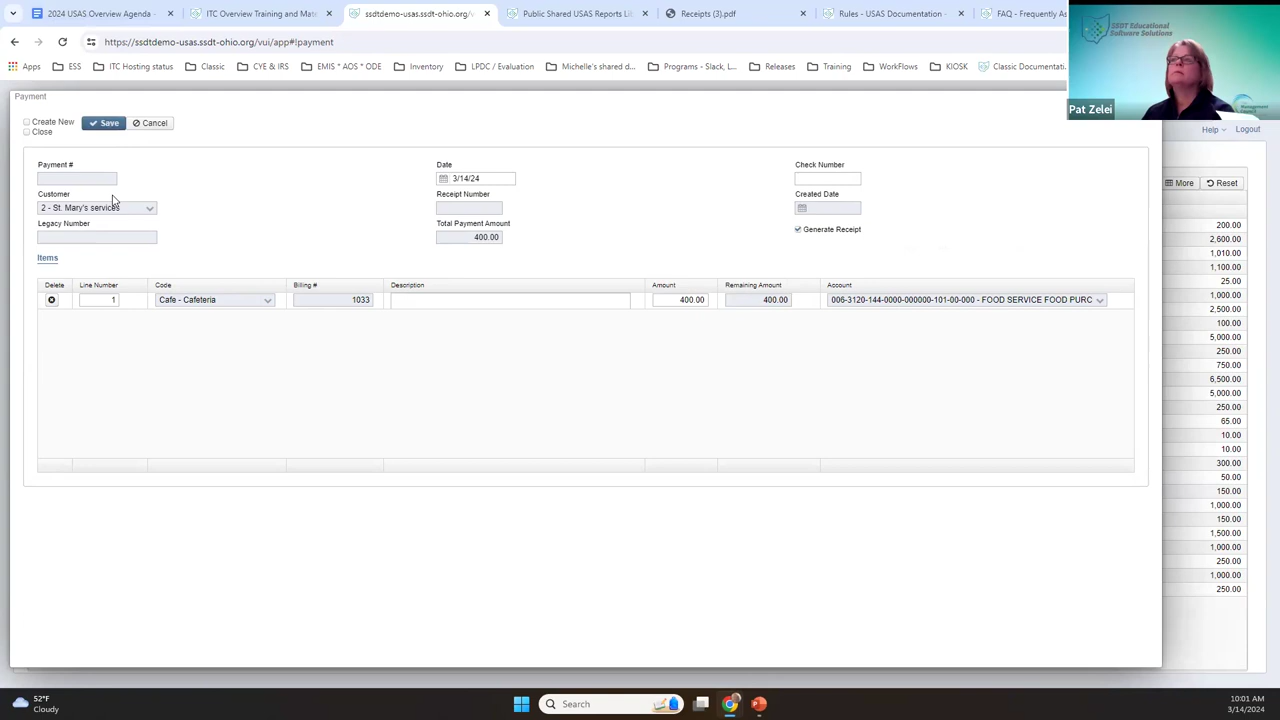 2024 USAS Overview Agenda -
ITC Overview Training and Mat
ssdtdemo-usas.ssdt-ohio.org/
Public Shared USAS Reports Li
Receipts (3).pdf
Rules - USAS Documentation -
FAQ - Frequently As
https://ssdtdemo-usas.ssdt-ohio.org/vui/app#!payment
Apps ESS ITC Hosting status Classic CYE & IRS EMIS * AOS * ODE Inventory LPDC / Evaluation Michelle's shared d... Programs - Slack, L... Releases Training WorkFlows KIOSK Classic Documentati...
SSDT Educational
Software Solutions
Management
Council
Pat Zelei
Help Logout
Payment
Create New Save Cancel
Close
Payment # Date Check Number
3/14/24
Customer Receipt Number Created Date
2 - St. Mary's services
Legacy Number Total Payment Amount Generate Receipt
400.00
Items
Delete Line Number Code Billing # Description Amount Remaining Amount Account
1 Cafe - Cafeteria 1033 400.00 400.00 006-3120-144-0000-000000-101-00-000 - FOOD SERVICE FOOD PURC
More Reset
200.00
2,600.00
1,010.00
1,100.00
25.00
1,000.00
2,500.00
100.00
5,000.00
250.00
750.00
6,500.00
5,000.00
250.00
65.00
10.00
10.00
300.00
50.00
150.00
1,000.00
150.00
1,500.00
1,000.00
250.00
1,000.00
250.00
52°F
Cloudy
Search
10:01 AM
3/14/2024